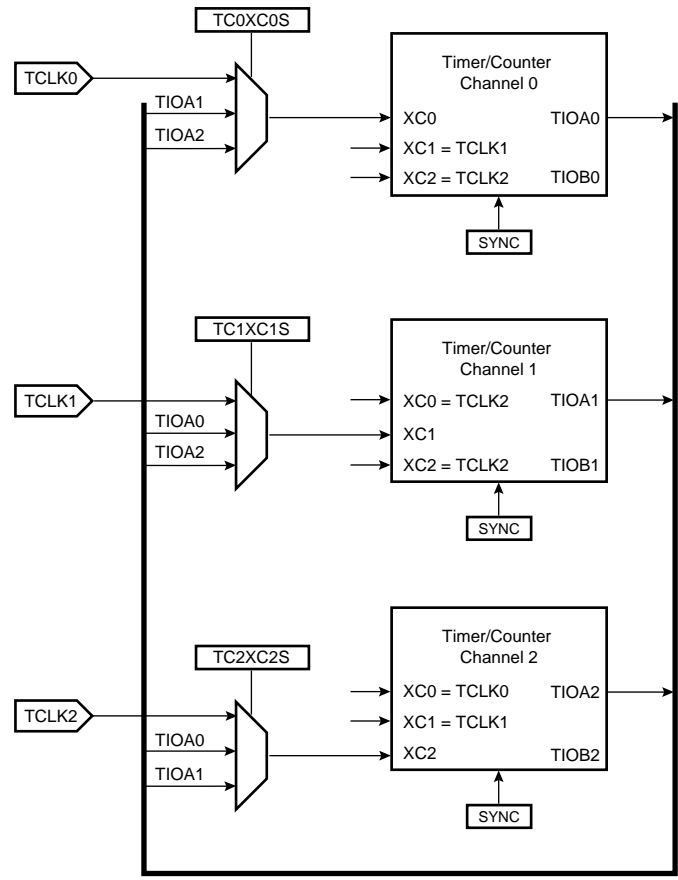 TC0XC0S
TCLK0
TIOA1
TIOA2
Timer/Counter
Channel 0
XC0
TIOA0
XC1 = TCLK1
XC2 = TCLK2
TIOB0
SYNC
TC1XC1S
TCLK1
TIOA0
TIOA2
Timer/Counter
Channel 1
XC0 = TCLK2
TIOA1
XC1
XC2 = TCLK2
TIOB1
SYNC
TC2XC2S
TCLK2
TIOA0
TIOA1
Timer/Counter
Channel 2
XC0 = TCLK0
TIOA2
XC1 = TCLK1
XC2
TIOB2
SYNC